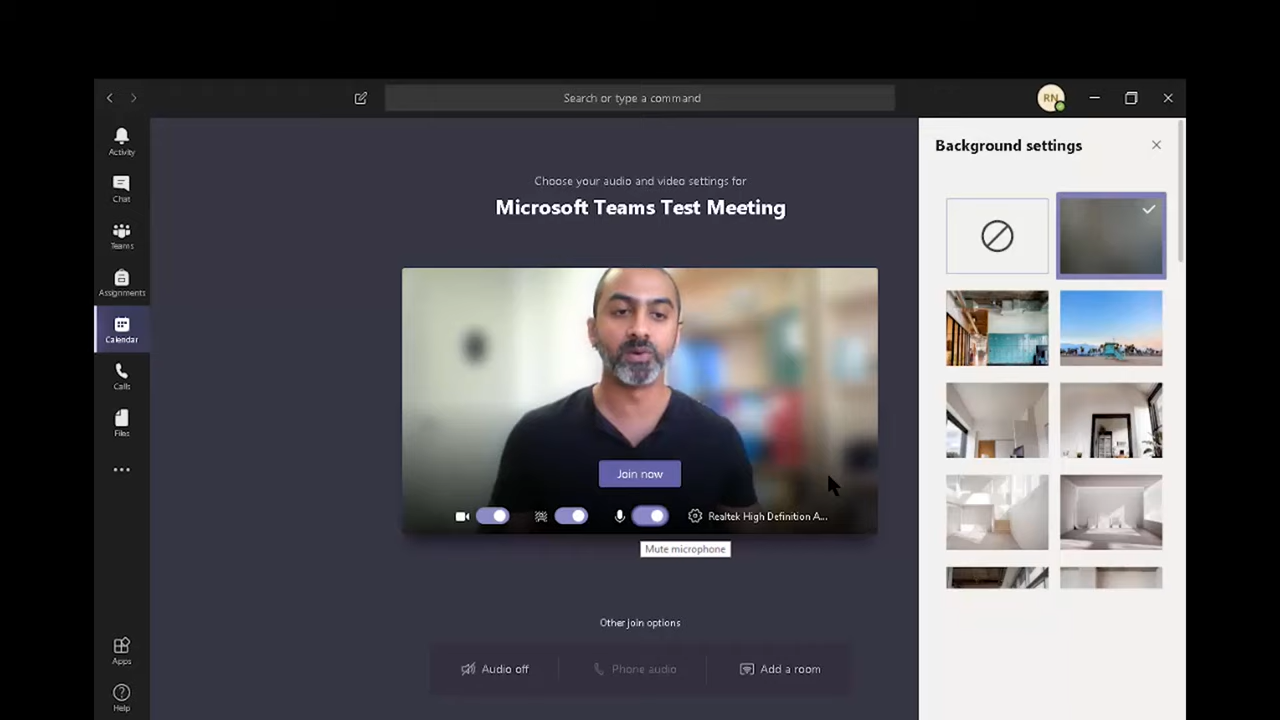 Search or type a command
RN
Activity
Chat
Teams
Assignments
Calendar
Calls
Files
Apps
Help
Choose your audio and video settings for
Microsoft Teams Test Meeting
Join now
Realtek High Definition A...
Mute microphone
Other join options
Audio off
Phone audio
Add a room
Background settings